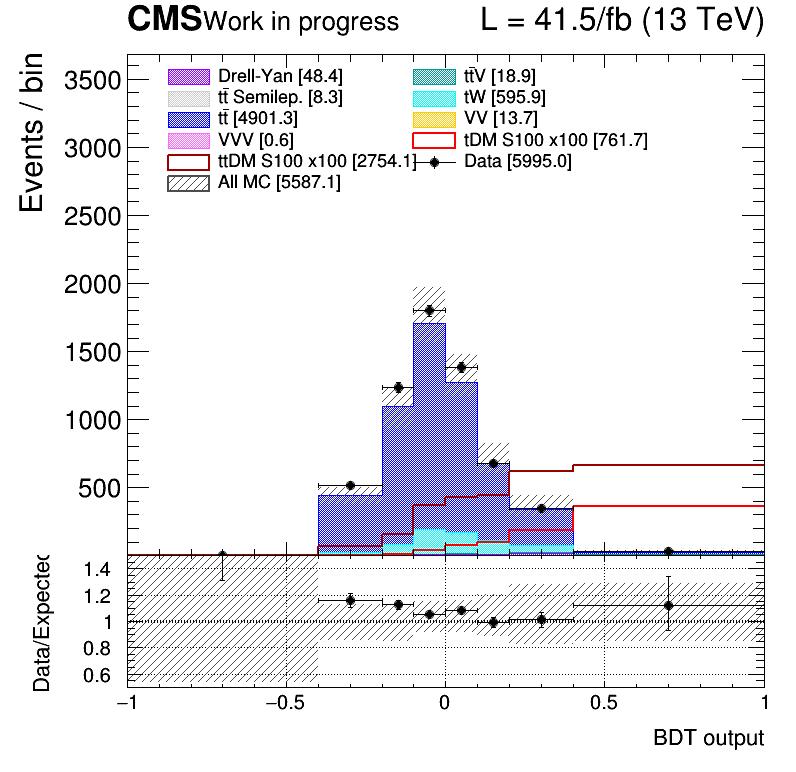 CMS Work in progress L = 41.5/fb (13 TeV)
Events / bin
3500
3000
2500
2000
1500
1000
500
Drell-Yan [48.4] tt̄V [18.9]
tt̄ Semilep. [8.3] tW [595.9]
tt̄ [4901.3] VV [13.7]
VVV [0.6] tDM S100 x100 [761.7]
ttDM S100 x100 [2754.1] Data [5995.0]
All MC [5587.1]
Data/Expected
1.4
1.2
1
0.8
0.6
−1 −0.5 0 0.5 1
BDT output